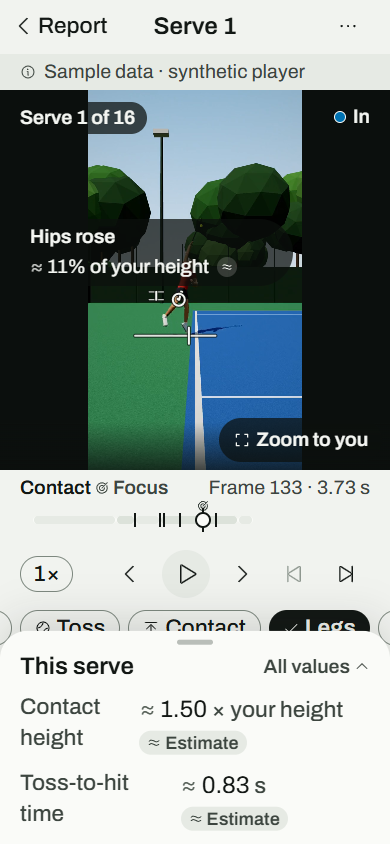 Report
Serve 1
Sample data · synthetic player
Serve 1 of 16
In
Hips rose
≈ 11% of your height ≈
Zoom to you
Contact Focus
Frame 133 · 3.73 s
1×
Toss
Contact
Legs
This serve
All values
Contact height
≈ 1.50 × your height
≈ Estimate
Toss-to-hit time
≈ 0.83 s
≈ Estimate